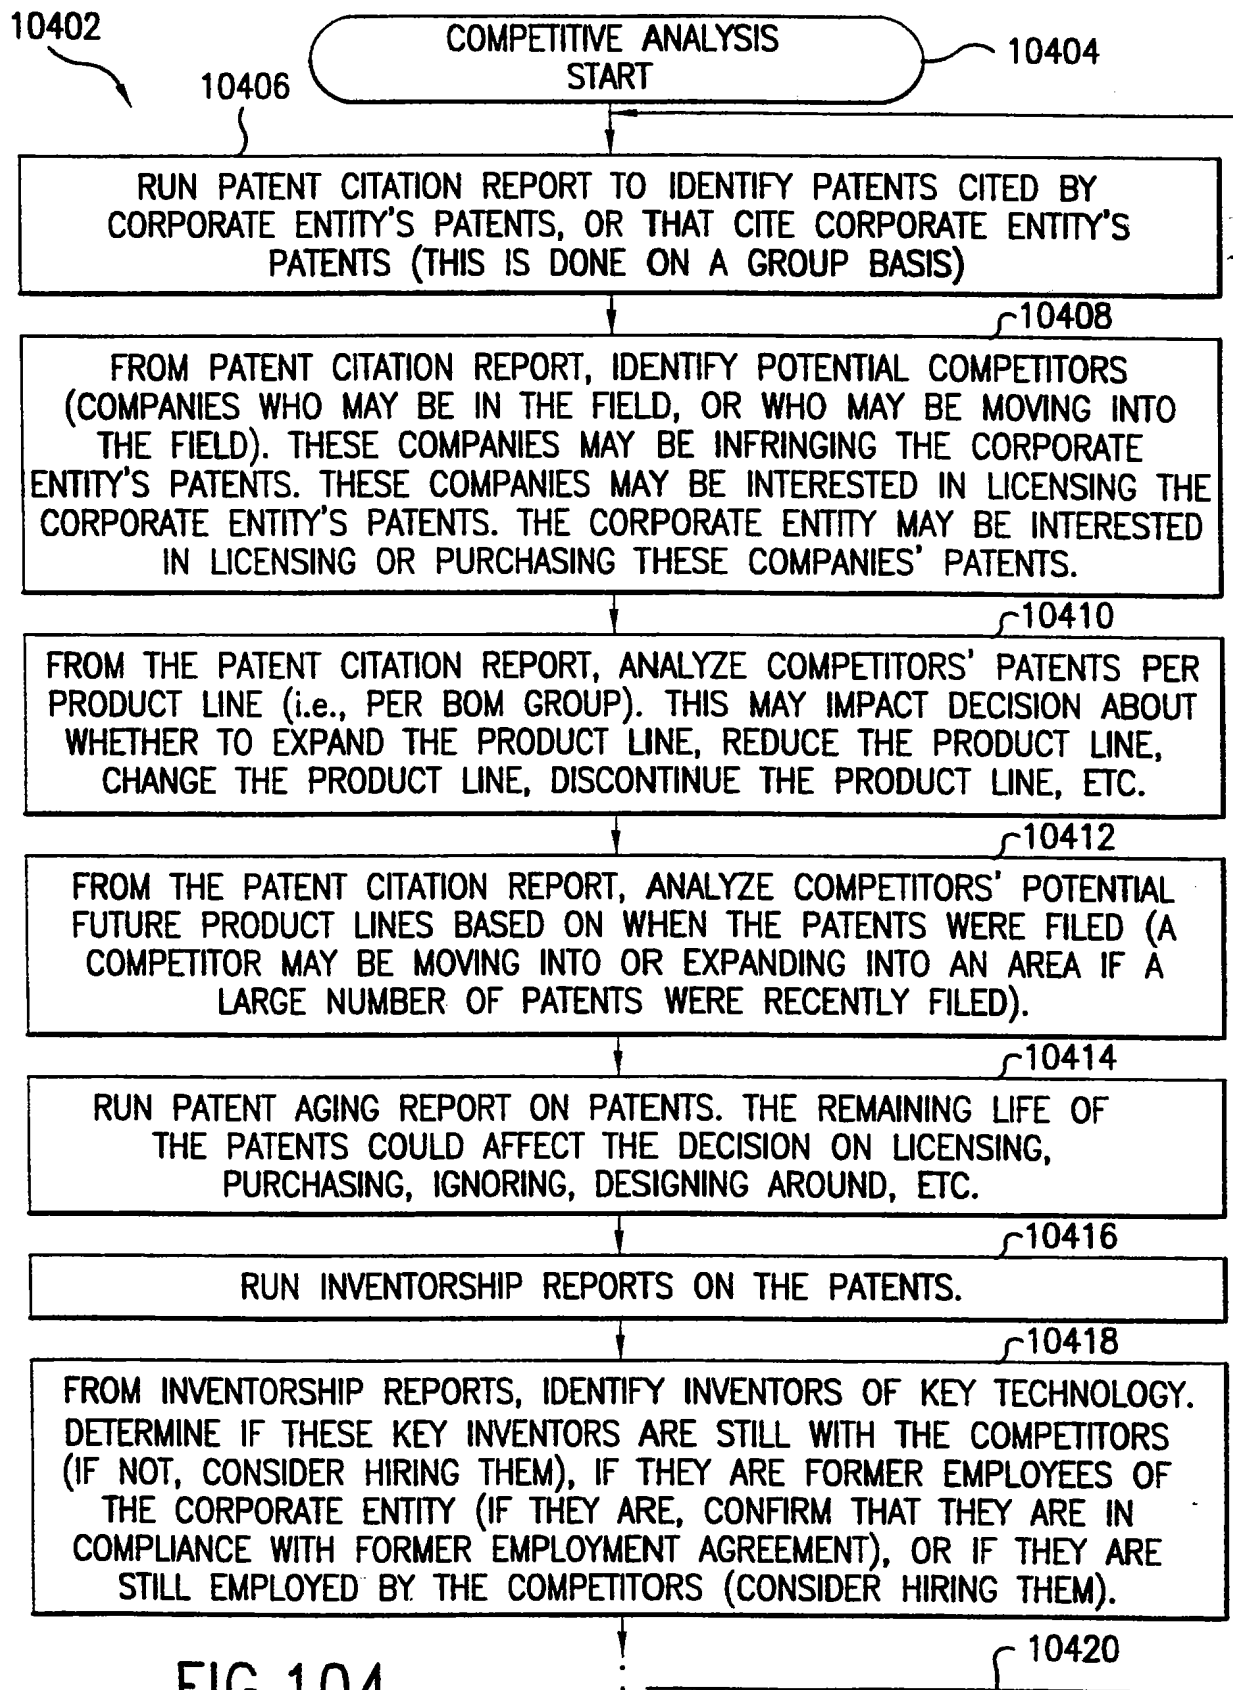 10402
COMPETITIVE ANALYSIS
START
10404
10406
RUN PATENT CITATION REPORT TO IDENTIFY PATENTS CITED BY
CORPORATE ENTITY'S PATENTS, OR THAT CITE CORPORATE ENTITY'S
PATENTS (THIS IS DONE ON A GROUP BASIS)
10408
FROM PATENT CITATION REPORT, IDENTIFY POTENTIAL COMPETITORS
(COMPANIES WHO MAY BE IN THE FIELD, OR WHO MAY BE MOVING INTO
THE FIELD). THESE COMPANIES MAY BE INFRINGING THE CORPORATE
ENTITY'S PATENTS. THESE COMPANIES MAY BE INTERESTED IN LICENSING THE
CORPORATE ENTITY'S PATENTS. THE CORPORATE ENTITY MAY BE INTERESTED
IN LICENSING OR PURCHASING THESE COMPANIES' PATENTS.
10410
FROM THE PATENT CITATION REPORT, ANALYZE COMPETITORS' PATENTS PER
PRODUCT LINE (i.e., PER BOM GROUP). THIS MAY IMPACT DECISION ABOUT
WHETHER TO EXPAND THE PRODUCT LINE, REDUCE THE PRODUCT LINE,
CHANGE THE PRODUCT LINE, DISCONTINUE THE PRODUCT LINE, ETC.
10412
FROM THE PATENT CITATION REPORT, ANALYZE COMPETITORS' POTENTIAL
FUTURE PRODUCT LINES BASED ON WHEN THE PATENTS WERE FILED (A
COMPETITOR MAY BE MOVING INTO OR EXPANDING INTO AN AREA IF A
LARGE NUMBER OF PATENTS WERE RECENTLY FILED).
10414
RUN PATENT AGING REPORT ON PATENTS. THE REMAINING LIFE OF
THE PATENTS COULD AFFECT THE DECISION ON LICENSING,
PURCHASING, IGNORING, DESIGNING AROUND, ETC.
10416
RUN INVENTORSHIP REPORTS ON THE PATENTS.
10418
FROM INVENTORSHIP REPORTS, IDENTIFY INVENTORS OF KEY TECHNOLOGY.
DETERMINE IF THESE KEY INVENTORS ARE STILL WITH THE COMPETITORS
(IF NOT, CONSIDER HIRING THEM), IF THEY ARE FORMER EMPLOYEES OF
THE CORPORATE ENTITY (IF THEY ARE, CONFIRM THAT THEY ARE IN
COMPLIANCE WITH FORMER EMPLOYMENT AGREEMENT), OR IF THEY ARE
STILL EMPLOYED BY THE COMPETITORS (CONSIDER HIRING THEM).
10420
FIG.104